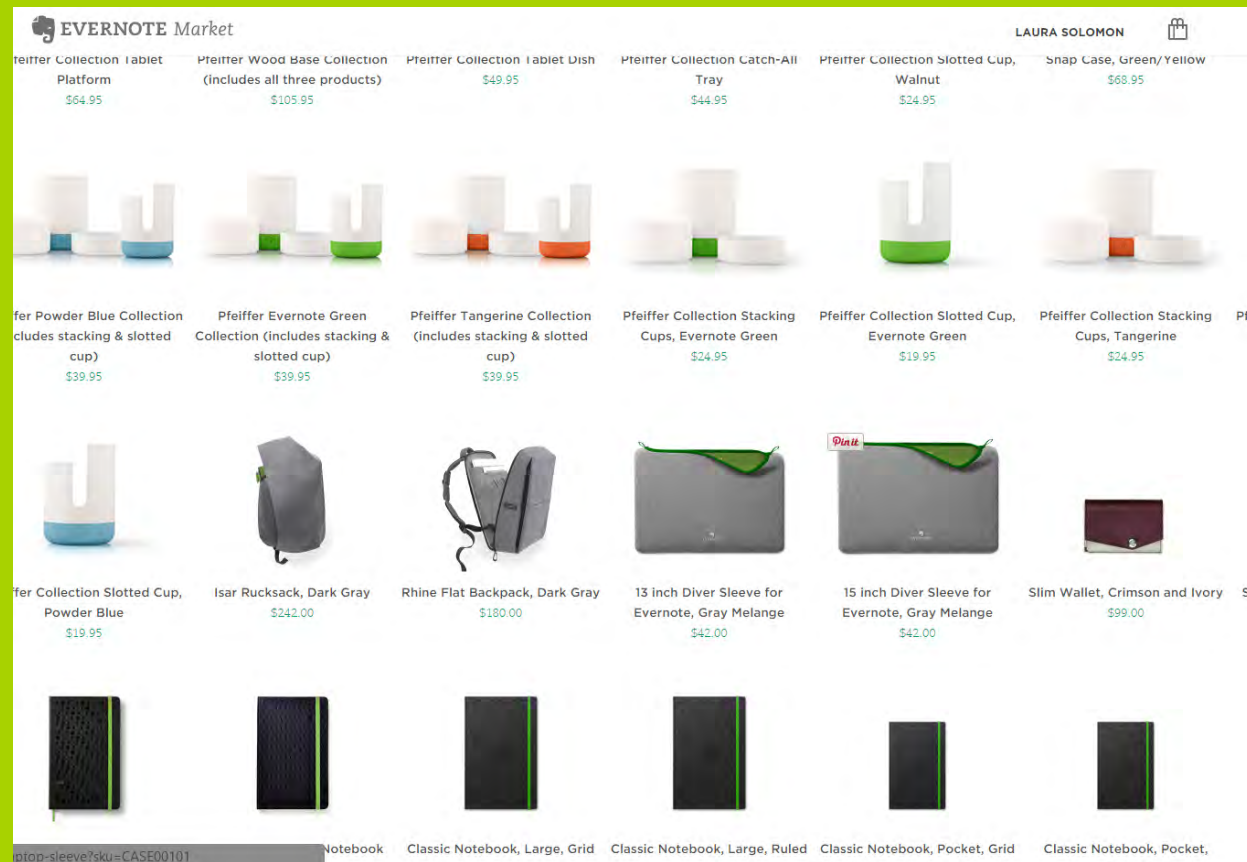 EVERNOTE Market
LAURA SOLOMON
feiffer Collection Tablet
Platform
$64.95
Pfeiffer Wood Base Collection
(includes all three products)
$105.95
Pfeiffer Collection Tablet Dish
$49.95
Pfeiffer Collection Catch-All
Tray
$44.95
Pfeiffer Collection Slotted Cup,
Walnut
$24.95
Snap Case, Green/Yellow
$68.95
fer Powder Blue Collection
cludes stacking & slotted
cup)
$39.95
Pfeiffer Evernote Green
Collection (includes stacking &
slotted cup)
$39.95
Pfeiffer Tangerine Collection
(includes stacking & slotted
cup)
$39.95
Pfeiffer Collection Stacking
Cups, Evernote Green
$24.95
Pfeiffer Collection Slotted Cup,
Evernote Green
$19.95
Pfeiffer Collection Stacking
Cups, Tangerine
$24.95
Pf
Pin it
fer Collection Slotted Cup,
Powder Blue
$19.95
Isar Rucksack, Dark Gray
$242.00
Rhine Flat Backpack, Dark Gray
$180.00
13 inch Diver Sleeve for
Evernote, Gray Melange
$42.00
15 inch Diver Sleeve for
Evernote, Gray Melange
$42.00
Slim Wallet, Crimson and Ivory
$99.00
S
ptop-sleeve?sku=CASE00101
Notebook
Classic Notebook, Large, Grid
Classic Notebook, Large, Ruled
Classic Notebook, Pocket, Grid
Classic Notebook, Pocket,